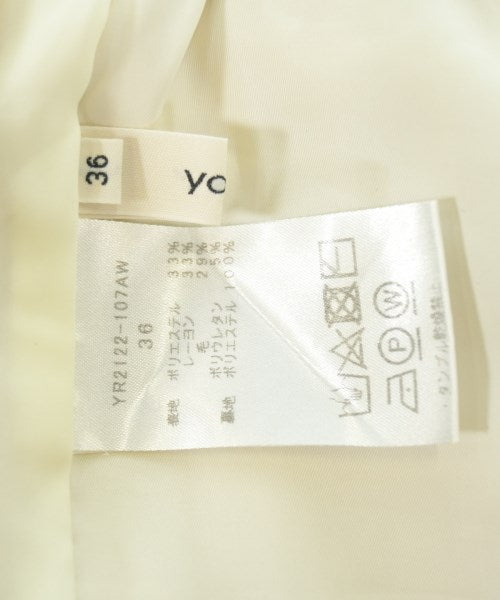 36
yo
YR2122-107AW
36
表地 ポリエステル 33%
レーヨン 33%
毛 29%
ポリウレタン 5%
裏地 ポリエステル 100%
P W
・タンブル乾燥禁止